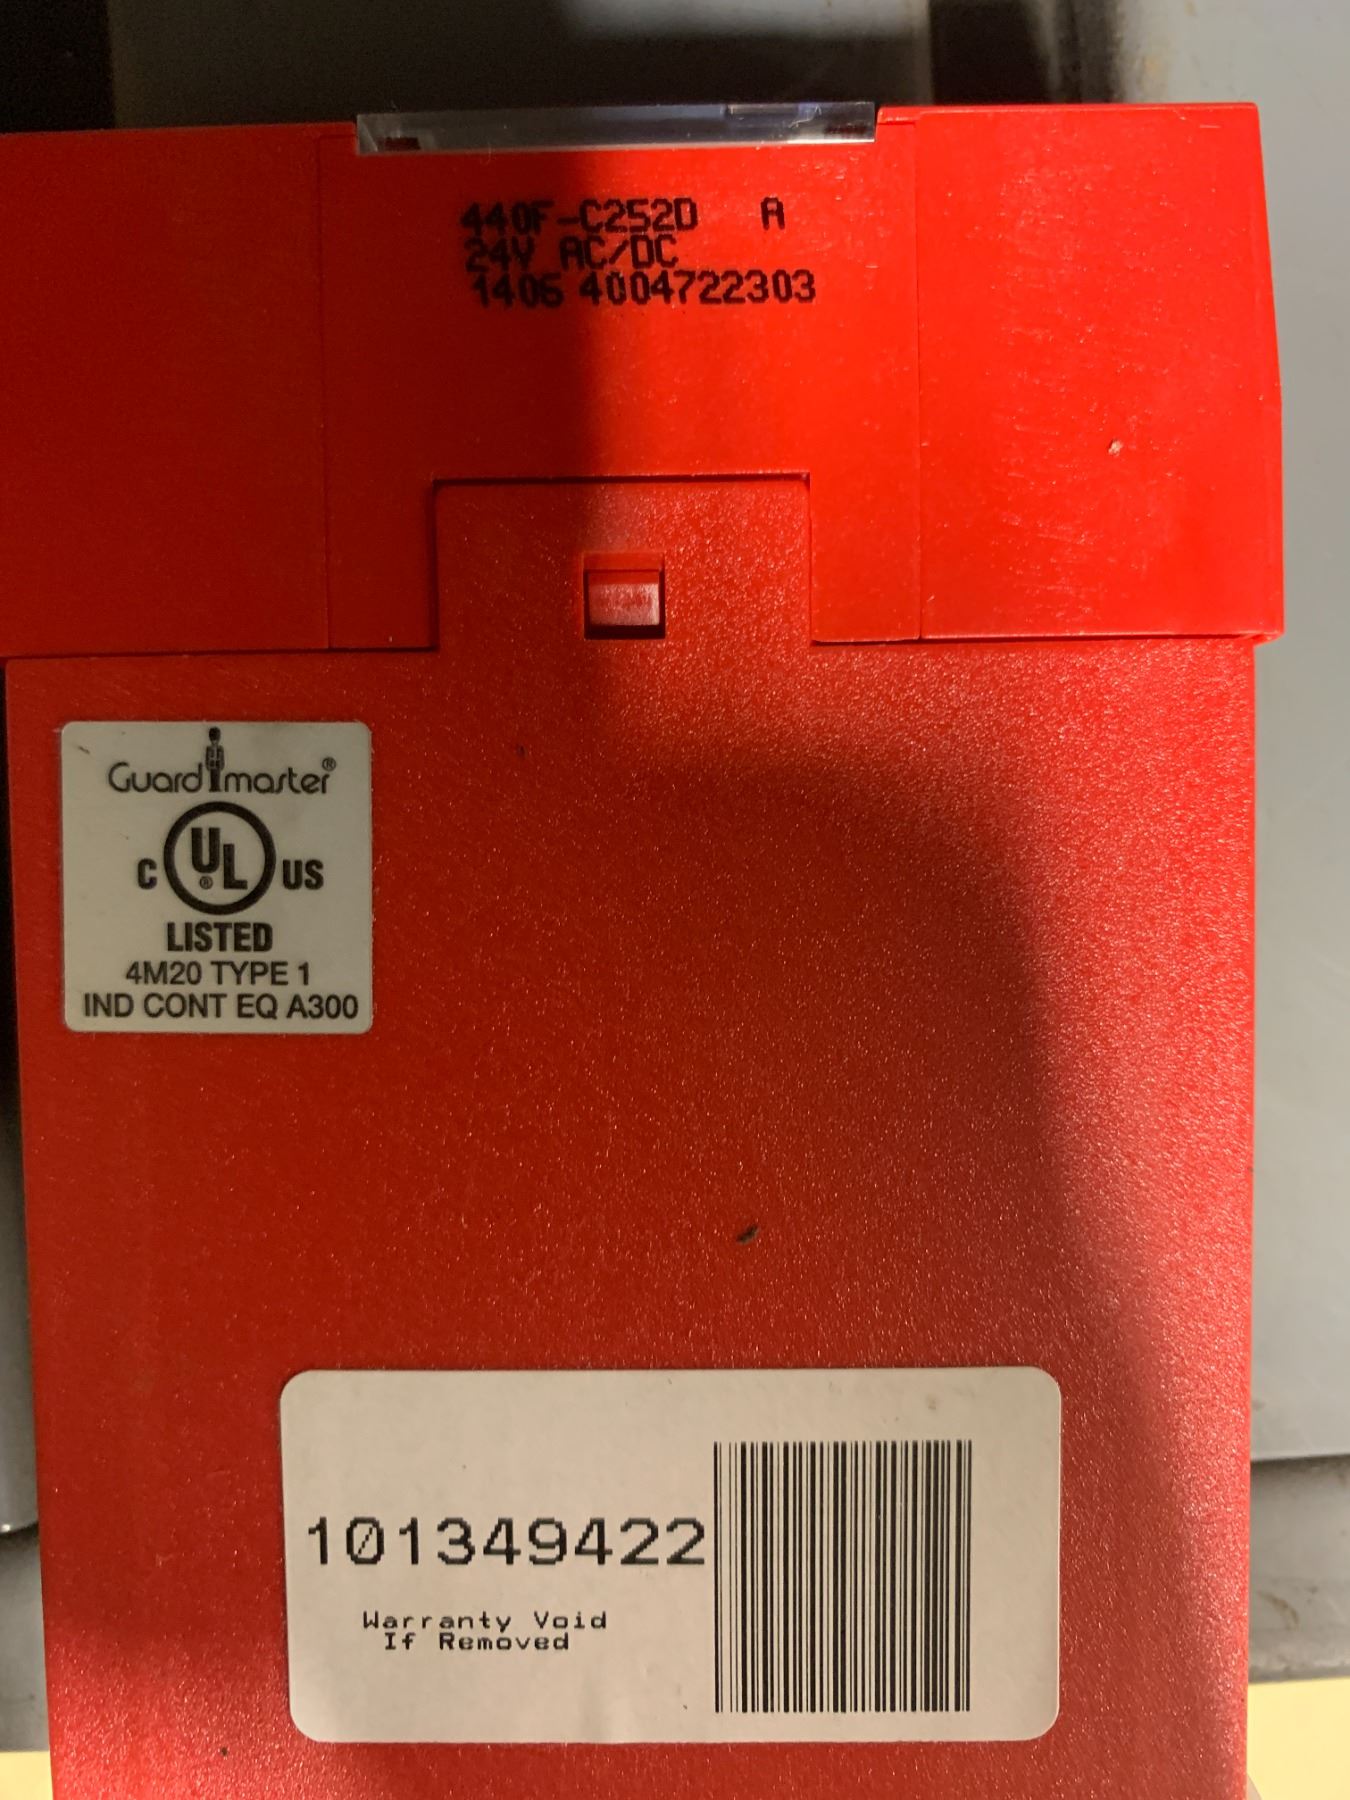 440F-C252D A
24V AC/DC
1406 4004722303
Guardmaster®
C UL® US
LISTED
4M20 TYPE 1
IND CONT EQ A300
101349422
Warranty Void
If Removed